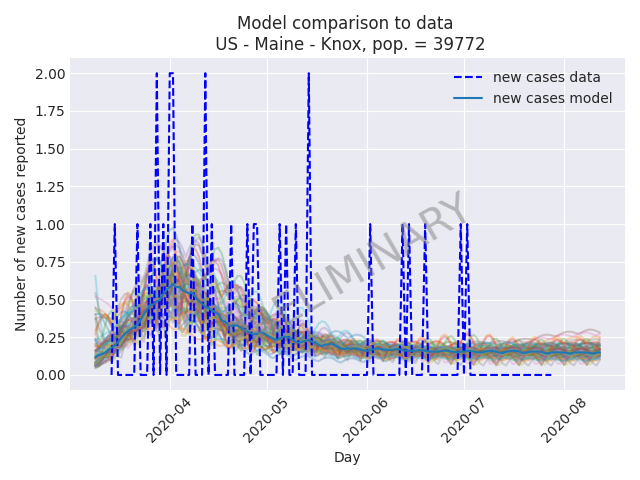 Model comparison to data
US - Maine - Knox, pop. = 39772
Number of new cases reported
2.00
1.75
1.50
1.25
1.00
0.75
0.50
0.25
0.00
new cases data
new cases model
2020-04
2020-05
2020-06
2020-07
2020-08
Day